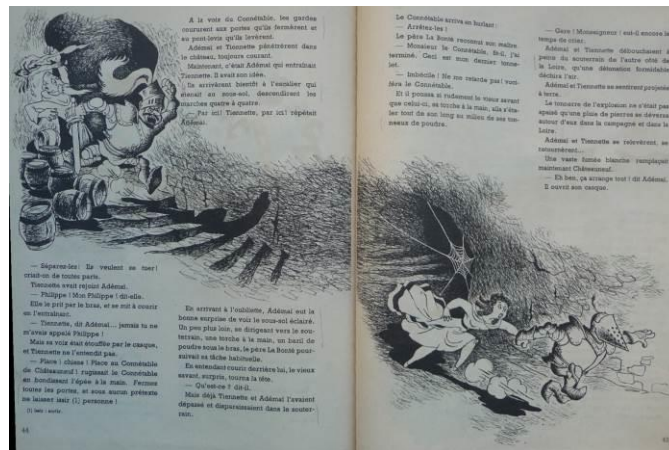 — Séparez-les! Ils veulent se tuer!
criait-on de toutes parts.
Tiennette avait rejoint Adémaï.
— Philippe! Mon Philippe! dit-elle.
Elle le prit par le bras, et se mit à courir
en l'entraînant.
— Tiennette, dit Adémaï... jamais tu ne
m'avais appelé Philippe!
Mais sa voix était étouffée par le casque,
et Tiennette ne l'entendit pas.
— Place! chiens! Place au Connétable
de Châteauneuf! rugissait le Connétable
en bondissant l'épée à la main. Fermez
toutes les portes, et sous aucun prétexte
ne laissez issir (1) personne!
(1) Issir : sortir.
A la voix du Connétable, les gardes
coururent aux portes qu'ils fermèrent et
au pont-levis qu'ils levèrent.
Adémaï et Tiennette pénétrèrent dans
le château, toujours courant.
Maintenant, c'était Adémaï qui entraînait
Tiennette. Il avait son idée.
Ils arrivèrent bientôt à l'escalier qui
menait au sous-sol, descendirent les
marches quatre à quatre.
— Par ici! Tiennette, par ici! répétait
Adémaï.
En arrivant à l'oubliette, Adémaï eut la
bonne surprise de voir le sous-sol éclairé.
Un peu plus loin, se dirigeant vers le sou-
terrain, une torche à la main, un baril de
poudre sous le bras, le père La Bonté pour-
suivait sa tâche habituelle.
En entendant courir derrière lui, le vieux
savant, surpris, tourna la tête.
— Qu'est-ce? dit-il.
Mais déjà Tiennette et Adémaï l'avaient
dépassé et disparaissaient dans le souter-
rain.
Le Connétable arriva en hurlant :
— Arrêtez-les!
Le père La Bonté reconnut son maître.
— Monsieur le Connétable, fit-il, j'ai
terminé. Ceci est mon dernier tonne-
let.
— Imbécile! Ne me retarde pas! voci-
féra le Connétable.
Et il poussa si rudement le vieux savant
que celui-ci, sa torche à la main, alla s'éta-
ler tout de son long au milieu de ses ton-
neaux de poudre.
— Gare! Monseigneur! eut-il encore le
temps de crier.
Adémaï et Tiennette débouchaient à
peine du souterrain de l'autre côté de
la Loire, qu'une détonation formidable
déchira l'air.
Adémaï et Tiennette se sentirent projetés
à terre.
Le tonnerre de l'explosion ne s'était pas
apaisé qu'une pluie de pierres se déversa
autour d'eux dans la campagne et dans la
Loire.
Adémaï et Tiennette se relevèrent, se
retournèrent...
Une vaste fumée blanche remplaçait
maintenant Châteauneuf.
— Eh ben, ça arrange tout! dit Adémaï.
Il ouvrit son casque.